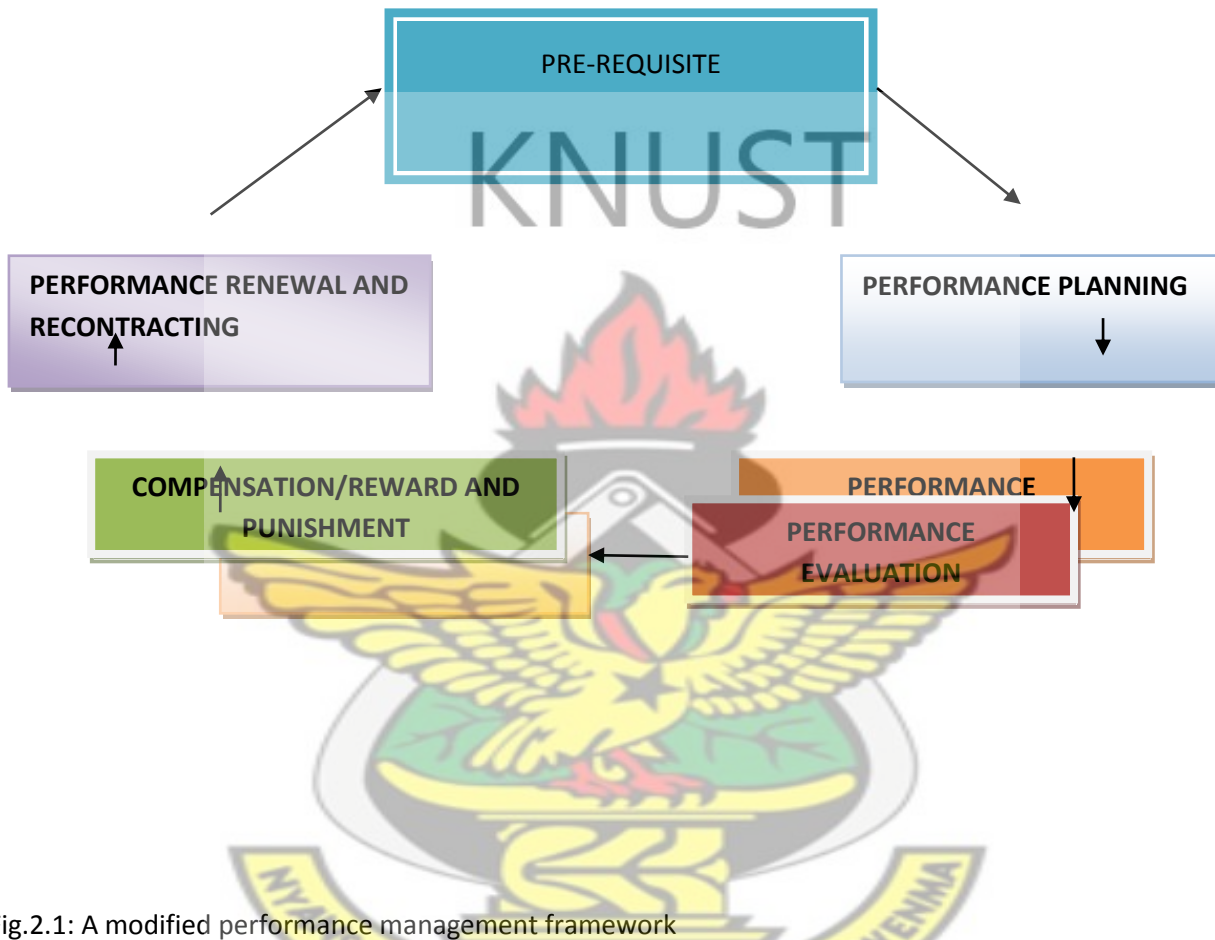 PRE-REQUISITE
KNUST
PERFORMANCE RENEWAL AND
RECONTRACTING
PERFORMANCE PLANNING
COMPENSATION/REWARD AND
PUNISHMENT
PERFORMANCE
PERFORMANCE
EVALUATION
ig.2.1: A modified performance management framework